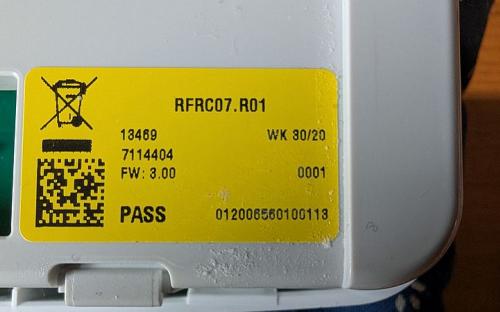 RFRC07.R01
13469 WK 30/20
7114404
FW: 3.00 0001
PASS 012006560100113